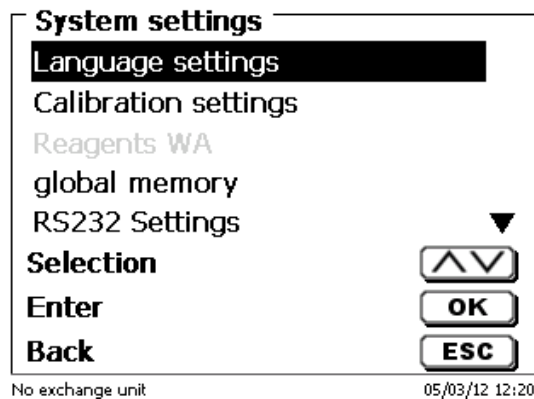 System settings
Language settings
Calibration settings
Reagents WA
global memory
RS232 Settings
Selection
Enter OK
Back ESC
No exchange unit 05/03/12 12:20